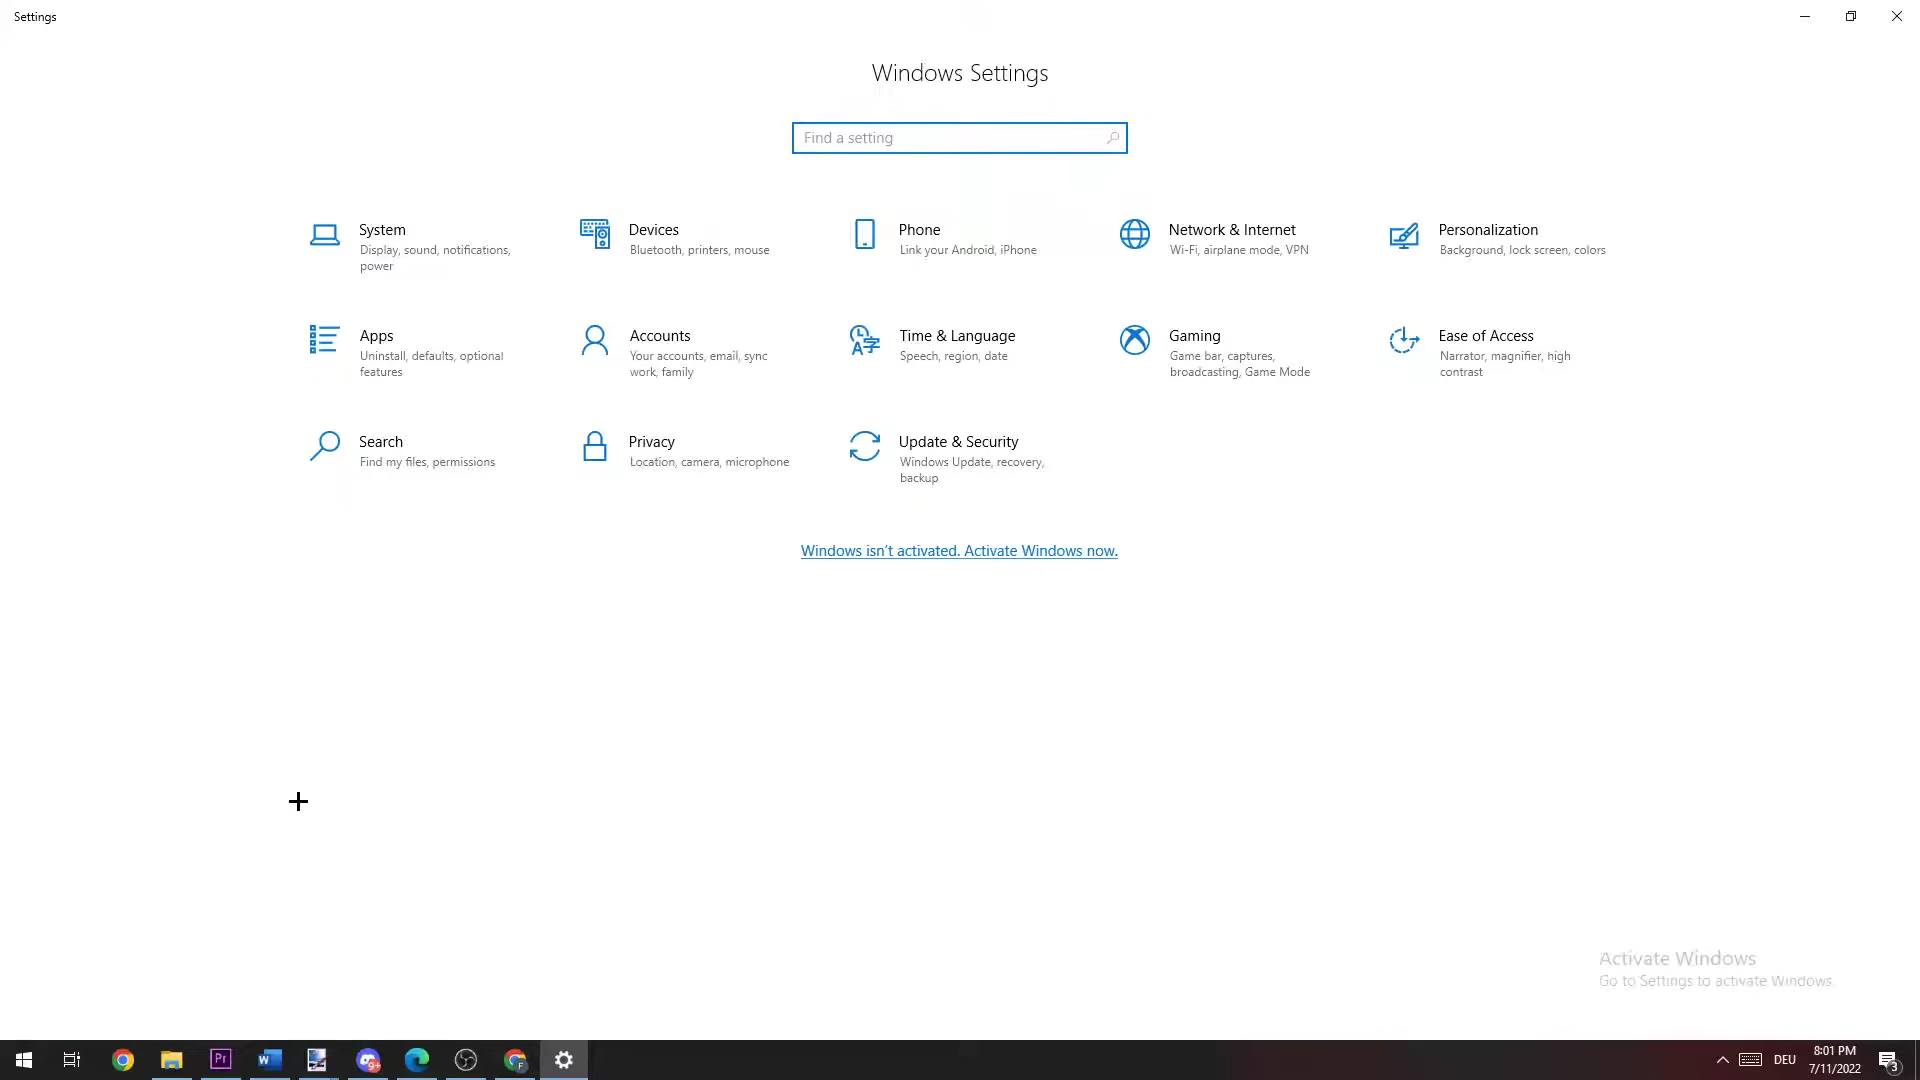 Settings
Windows Settings
Find a setting
System
Display, sound, notifications,
power
Devices
Bluetooth, printers, mouse
Phone
Link your Android, iPhone
Network & Internet
Wi-Fi, airplane mode, VPN
Personalization
Background, lock screen, colors
Apps
Uninstall, defaults, optional
features
Accounts
Your accounts, email, sync
work, family
Time & Language
Speech, region, date
Gaming
Game bar, captures,
broadcasting, Game Mode
Ease of Access
Narrator, magnifier, high
contrast
Search
Find my files, permissions
Privacy
Location, camera, microphone
Update & Security
Windows Update, recovery,
backup
Windows isn't activated. Activate Windows now.
Activate Windows
Go to Settings to activate Windows.
Pr
W
9+
F
DEU
8:01 PM
7/11/2022
3